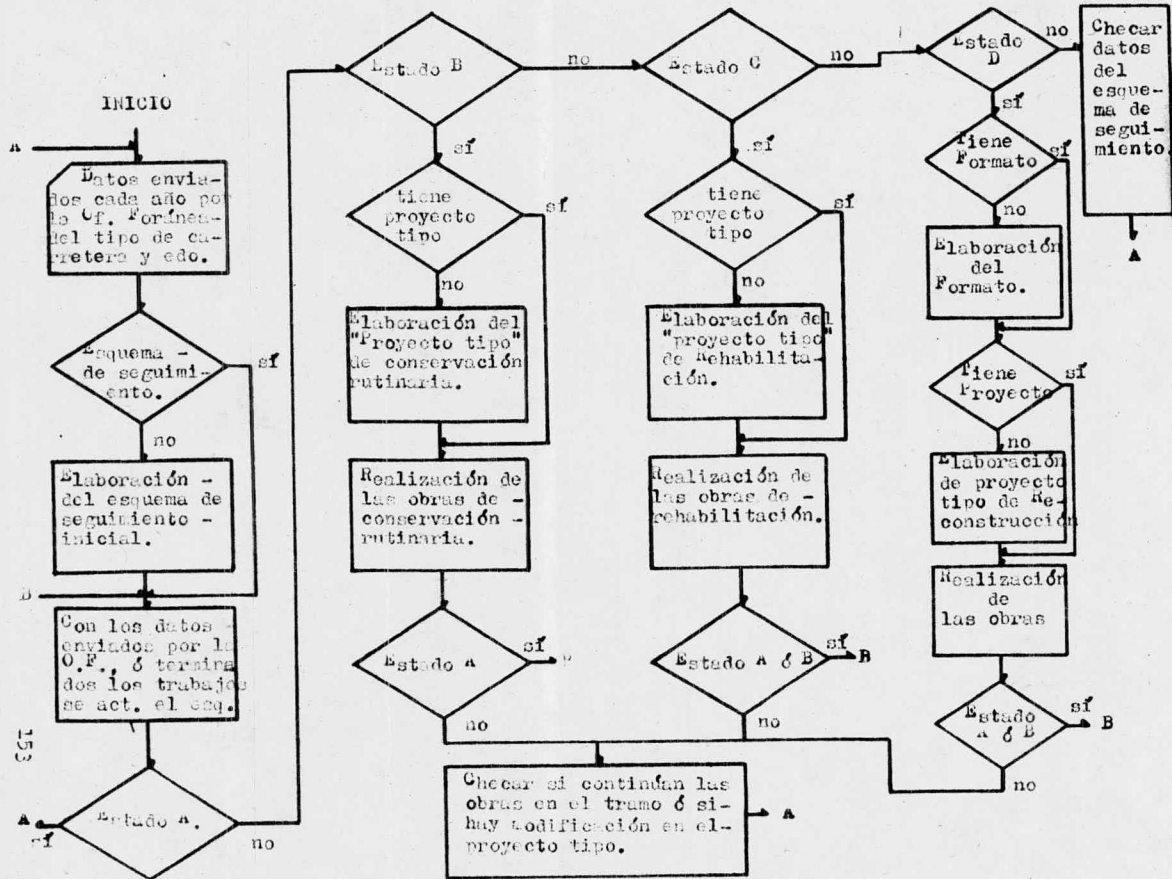 INICIO
A
Datos envia-
dos cada año por
la Of. Foránea
del tipo de ca-
rretera y edo.
Esquema -
de seguimi-
ento.
sí
no
Elaboración -
del esquema de
seguimiento -
inicial.
B
Con los datos
enviados por la
O.F., ó termina
dos los trabajos
se act. el esq.
Estado A.
A
sí
no
Estado B
no
sí
tiene
proyecto
tipo
sí
no
Elaboración del
"Proyecto tipo"
de conservación
rutinaria.
Realización de
las obras de -
conservación -
rutinaria.
Estado A
sí
no
Estado C
no
sí
tiene
proyecto
tipo
sí
no
Elaboración del
"proyecto tipo"
de Rehabilita-
ción.
Realización de
las obras de -
rehabilitación.
Estado A ó B
sí
B
no
Checar si continúan las
obras en el tramo ó si-
hay modificación en el-
proyecto tipo.
A
Estado
D
no
sí
Tiene
Formato
sí
no
Elaboración
del
Formato.
Tiene
Proyecto
sí
no
Elaboración
de proyecto
tipo de Re-
construcción
Realización
de
las obras
Estado
A ó B
sí
B
no
Checar
datos
del
esquema
de
segui-
miento.
A
153